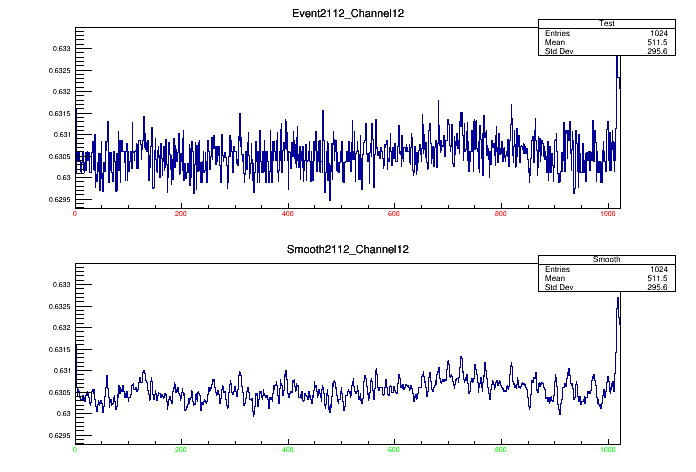 Event2112_Channel12
Test
Entries 1024
Mean 511.5
Std Dev 295.6
0.633
0.6325
0.632
0.6315
0.631
0.6305
0.63
0.6295
0 200 400 600 800 1000
Smooth2112_Channel12
Smooth
Entries 1024
Mean 511.5
Std Dev 295.6
0.633
0.6325
0.632
0.6315
0.631
0.6305
0.63
0.6295
0 200 400 600 800 1000